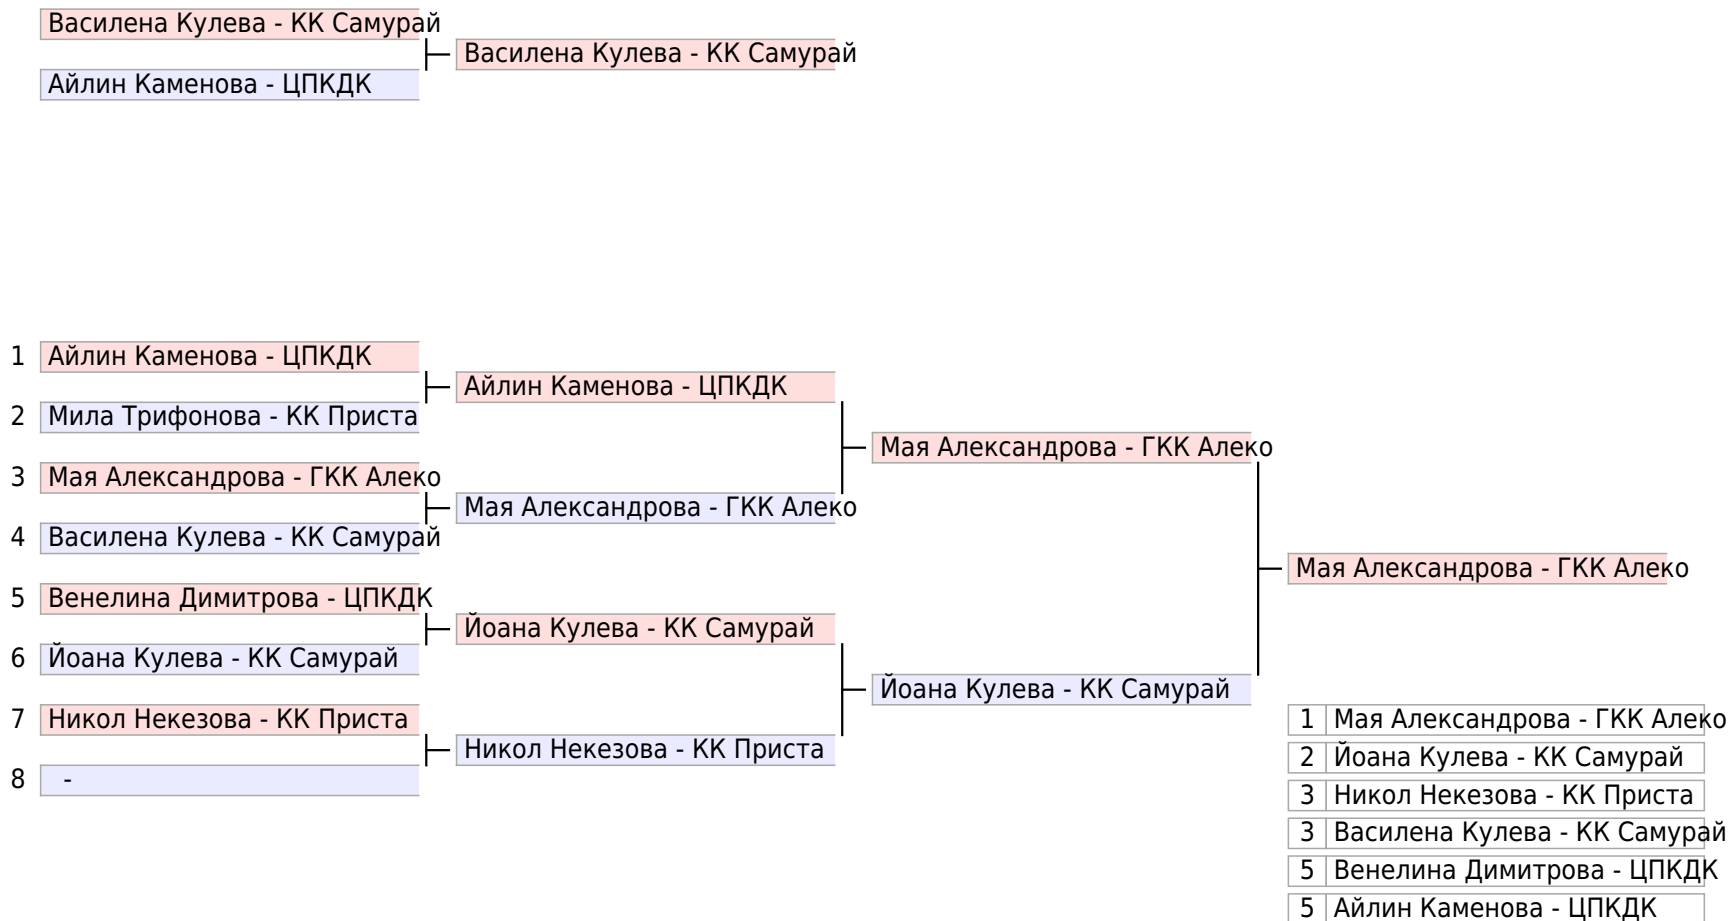 Василена Кулева - КК Самурай
Василена Кулева - КК Самурай
Айлин Каменова - ЦПКДК
1 Айлин Каменова - ЦПКДК
Айлин Каменова - ЦПКДК
2 Мила Трифонова - КК Приста
Мая Александрова - ГКК Алеко
3 Мая Александрова - ГКК Алеко
Мая Александрова - ГКК Алеко
4 Василена Кулева - КК Самурай
Мая Александрова - ГКК Алеко
5 Венелина Димитрова - ЦПКДК
Йоана Кулева - КК Самурай
6 Йоана Кулева - КК Самурай
Йоана Кулева - КК Самурай
7 Никол Некезова - КК Приста
Никол Некезова - КК Приста
8 -
1 Мая Александрова - ГКК Алеко
2 Йоана Кулева - КК Самурай
3 Никол Некезова - КК Приста
3 Василена Кулева - КК Самурай
5 Венелина Димитрова - ЦПКДК
5 Айлин Каменова - ЦПКДК